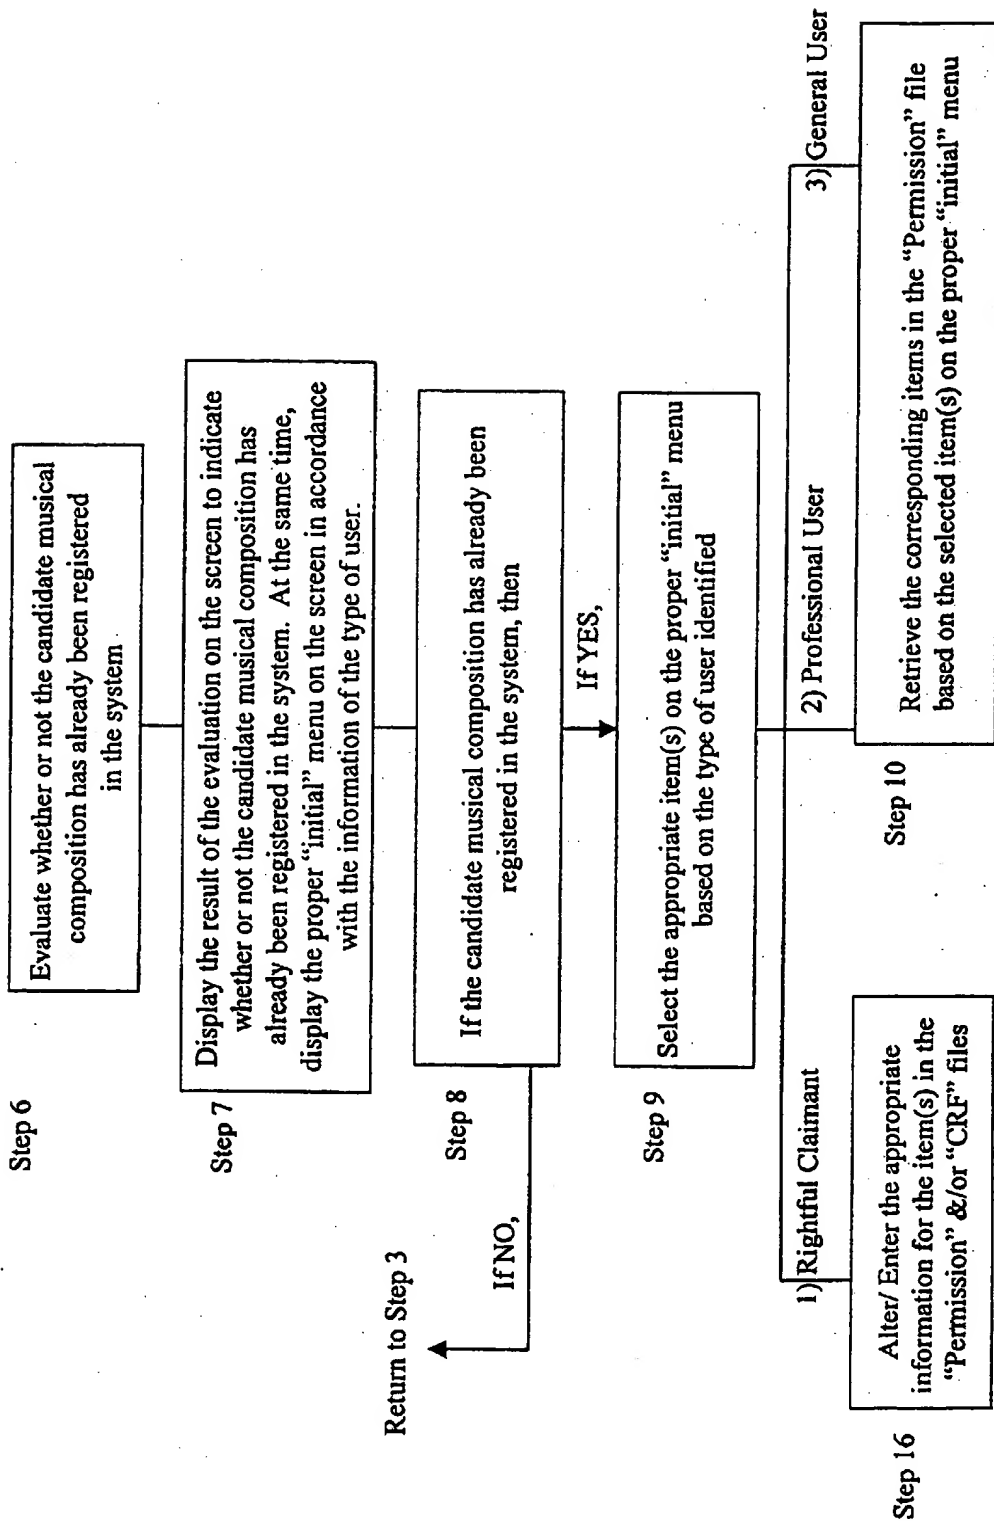 Step 6
Evaluate whether or not the candidate musical
composition has already been registered
in the system
Step 7
Display the result of the evaluation on the screen to indicate
whether or not the candidate musical composition has
already been registered in the system. At the same time,
display the proper “initial” menu on the screen in accordance
with the information of the type of user.
Step 8
If the candidate musical composition has already been
registered in the system, then
Return to Step 3
If NO,
If YES,
Step 9
Select the appropriate item(s) on the proper “initial” menu
based on the type of user identified
1) Rightful Claimant
2) Professional User
3) General User
Step 16
Alter/ Enter the appropriate
information for the item(s) in the
“Permission” &/or “CRF” files
Step 10
Retrieve the corresponding items in the “Permission” file
based on the selected item(s) on the proper “initial” menu